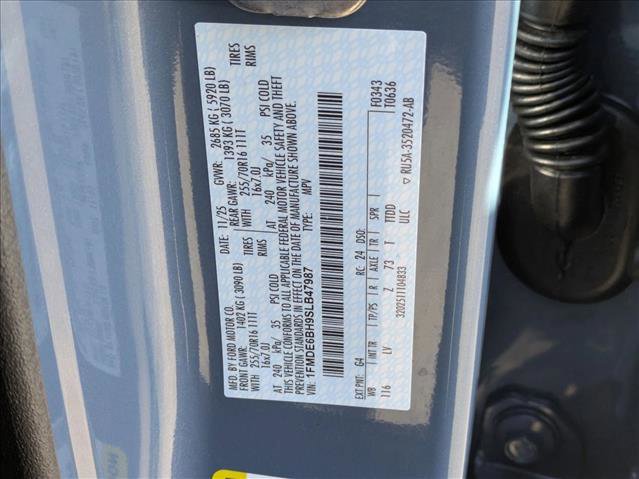 MFD. BY FORD MOTOR CO.
DATE: 11/25
GVWR: 2685 KG ( 5920 LB)
FRONT GAWR: 1402 KG ( 3090 LB)
REAR GAWR: 1393 KG ( 3070 LB)
WITH 255/70R16 111T TIRES
WITH 255/70R16 111T TIRES
16x7.0J RIMS
16x7.0J RIMS
AT 240 kPa/ 35 PSI COLD
AT 240 kPa/ 35 PSI COLD
THIS VEHICLE CONFORMS TO ALL APPLICABLE FEDERAL MOTOR VEHICLE SAFETY AND THEFT
PREVENTION STANDARDS IN EFFECT ON THE DATE OF MANUFACTURE SHOWN ABOVE.
VIN: 1FMDE6BH9SLB47987
TYPE: MPV
F0343
T0636
EXT PNT: G4 RC: 24 DSO:
WB INT TR TP/PS R AXLE TR SPR
116 LV Z 73 T TTDD
ULC
320251104833
RU5A-3520472-AB